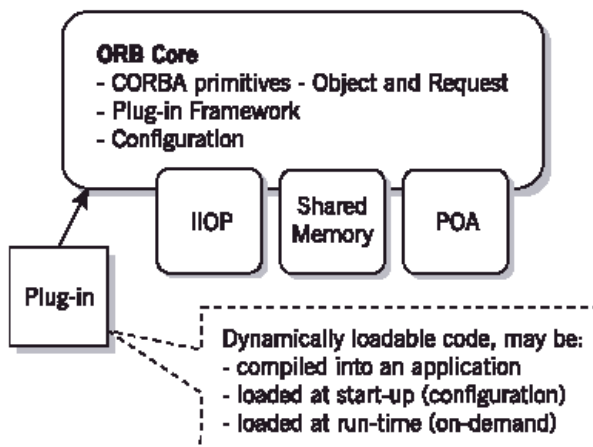 ORB Core
- CORBA primitives - Object and Request
- Plug-in Framework
- Configuration
IIOP
Shared
Memory
POA
Plug-in
Dynamically loadable code, may be:
- compiled into an application
- loaded at start-up (configuration)
- loaded at run-time (on-demand)